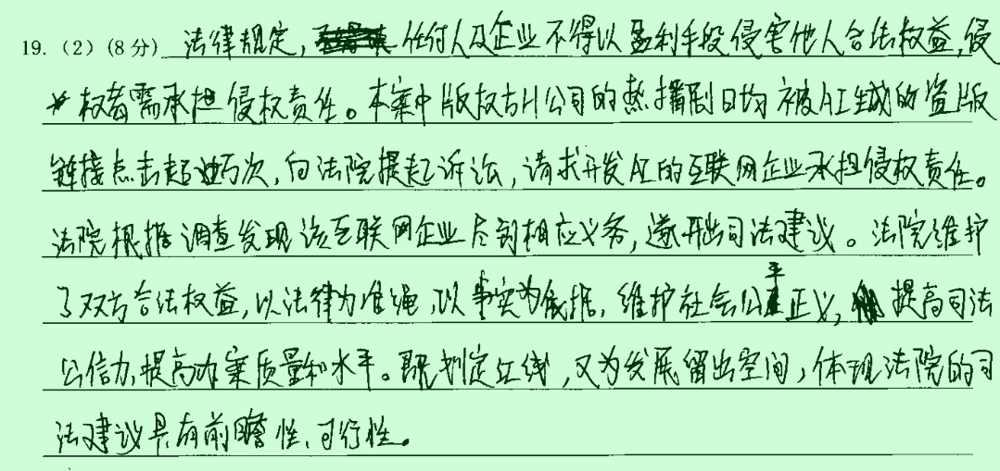 19.（2）(8分) 法律规定，任何人及企业不得以盈利手段侵害他人合法权益，侵
权者需承担侵权责任。本案中版权方H公司的热播剧日均被AI生成的盗版
链接点击超过万次，向法院提起诉讼，请求开发AI的互联网企业承担侵权责任。
法院根据调查发现该互联网企业尽到相应义务，遂开出司法建议。法院维护
了双方合法权益，以法律为准绳，以事实为依据，维护社会公平正义，提高司法
公信力，提高办案质量和水平。既划定红线，又为发展留出空间，体现法院的司
法建议具有前瞻性、可行性。